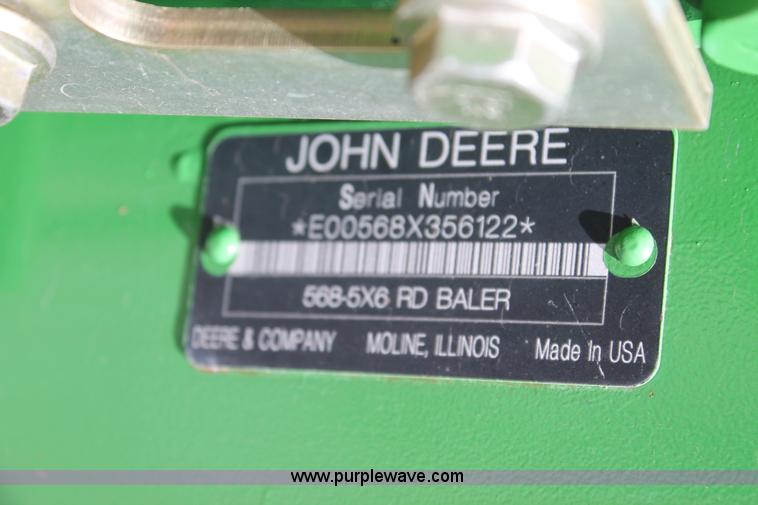 JOHN DEERE
Serial Number
*E00568X356122*
568-5X6 RD BALER
DEERE & COMPANY MOLINE, ILLINOIS Made In USA
www.purplewave.com